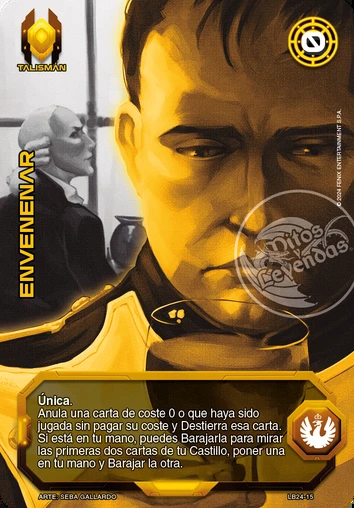 TALISMAN
0
© 2024 FENIX ENTERTAINMENT S.P.A.
ENVENENAR
Mitos y Leyendas
Única.
Anula una carta de coste 0 o que haya sido
jugada sin pagar su coste y Destierra esa carta.
Si está en tu mano, puedes Barajarla para mirar
las primeras dos cartas de tu Castillo, poner una
en tu mano y Barajar la otra.
ARTE: SEBA GALLARDO
LB24-15